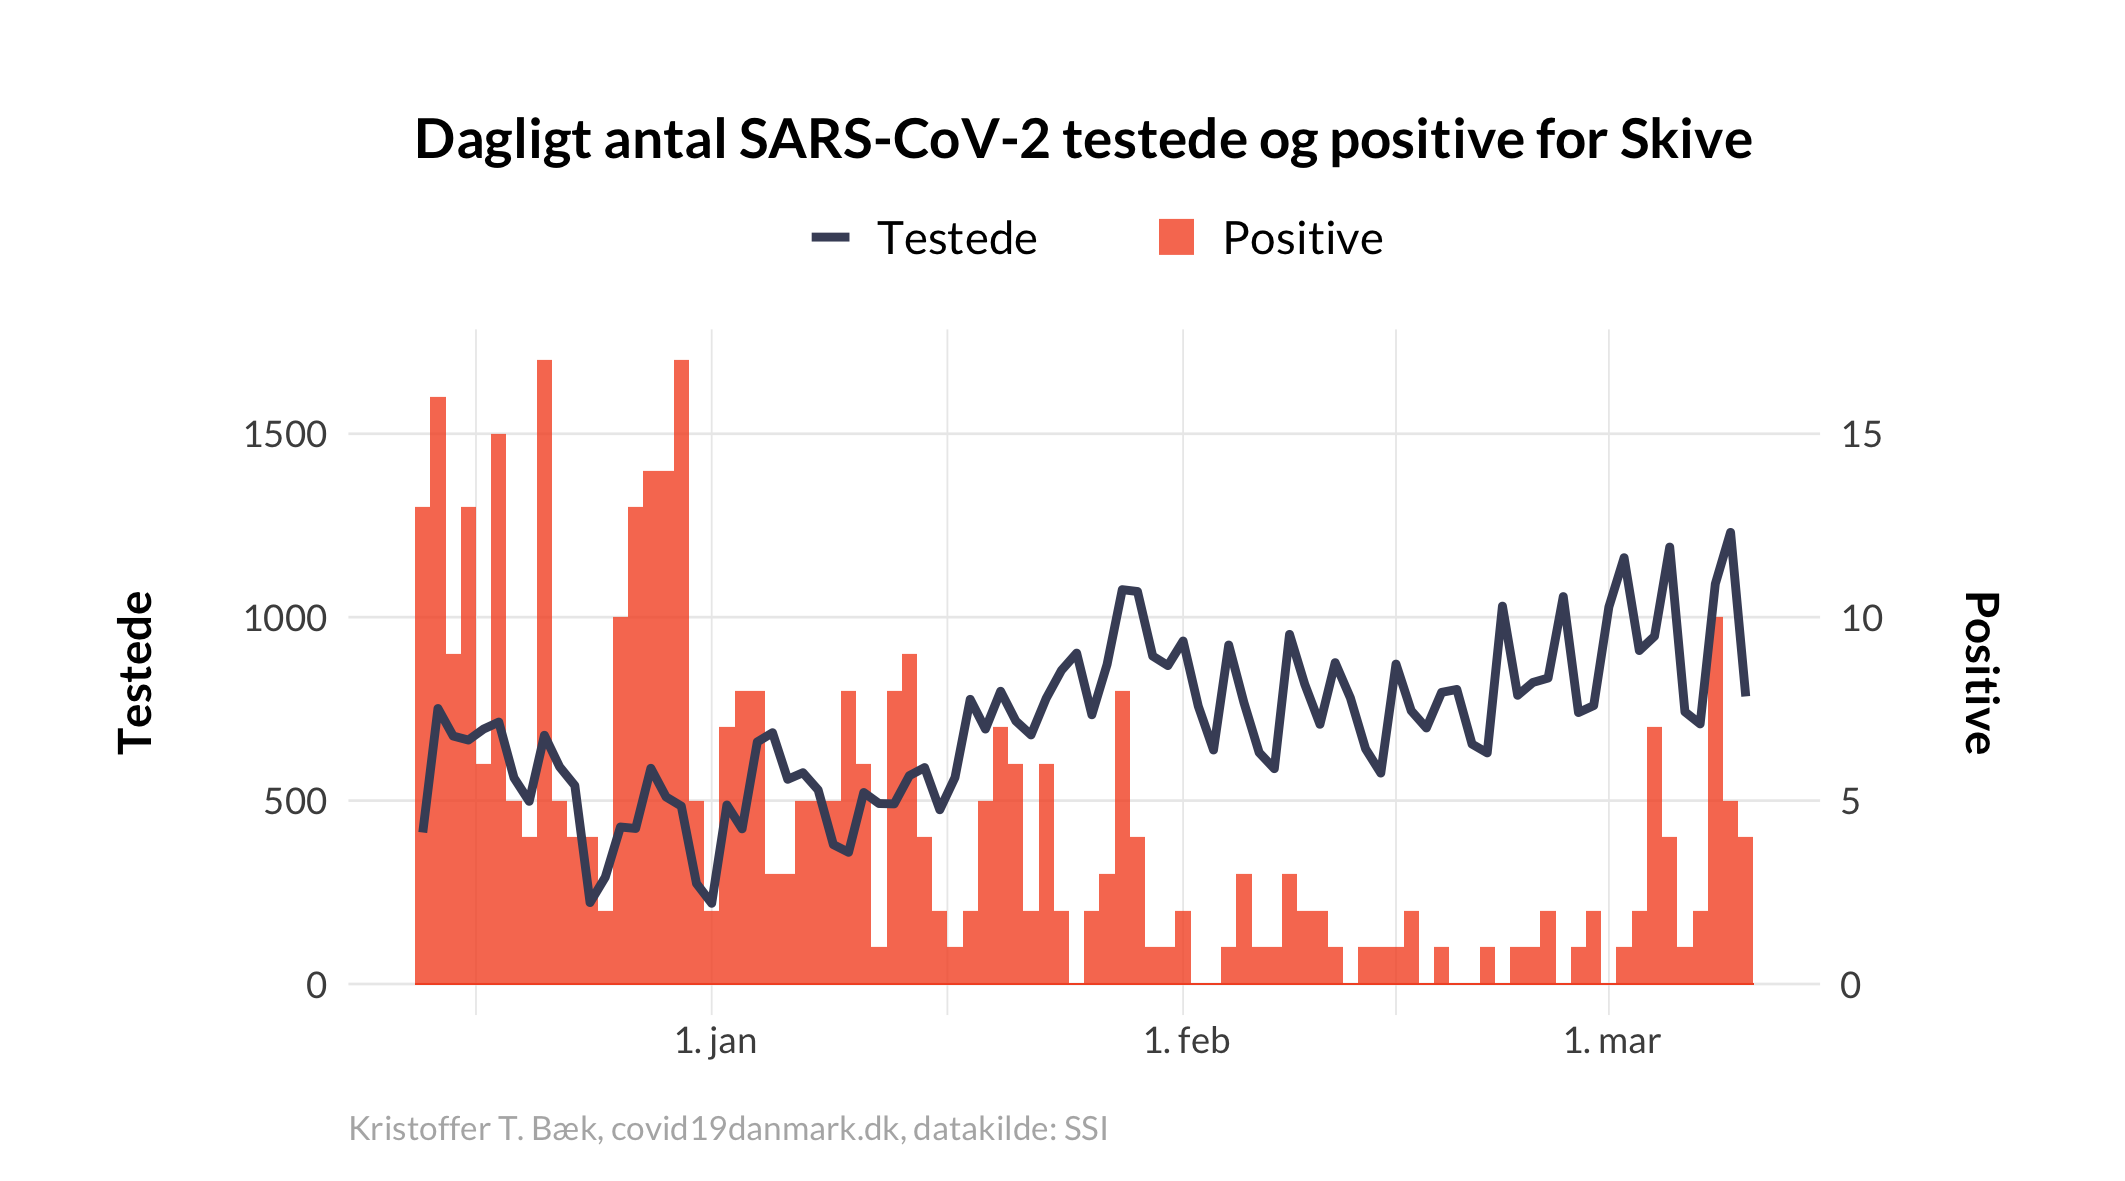 Dagligt antal SARS-CoV-2 testede og positive for Skive
Testede
Positive
1500
1000
500
0
Testede
15
10
5
0
Positive
1. jan
1. feb
1. mar
Kristoffer T. Bæk, covid19danmark.dk, datakilde: SSI